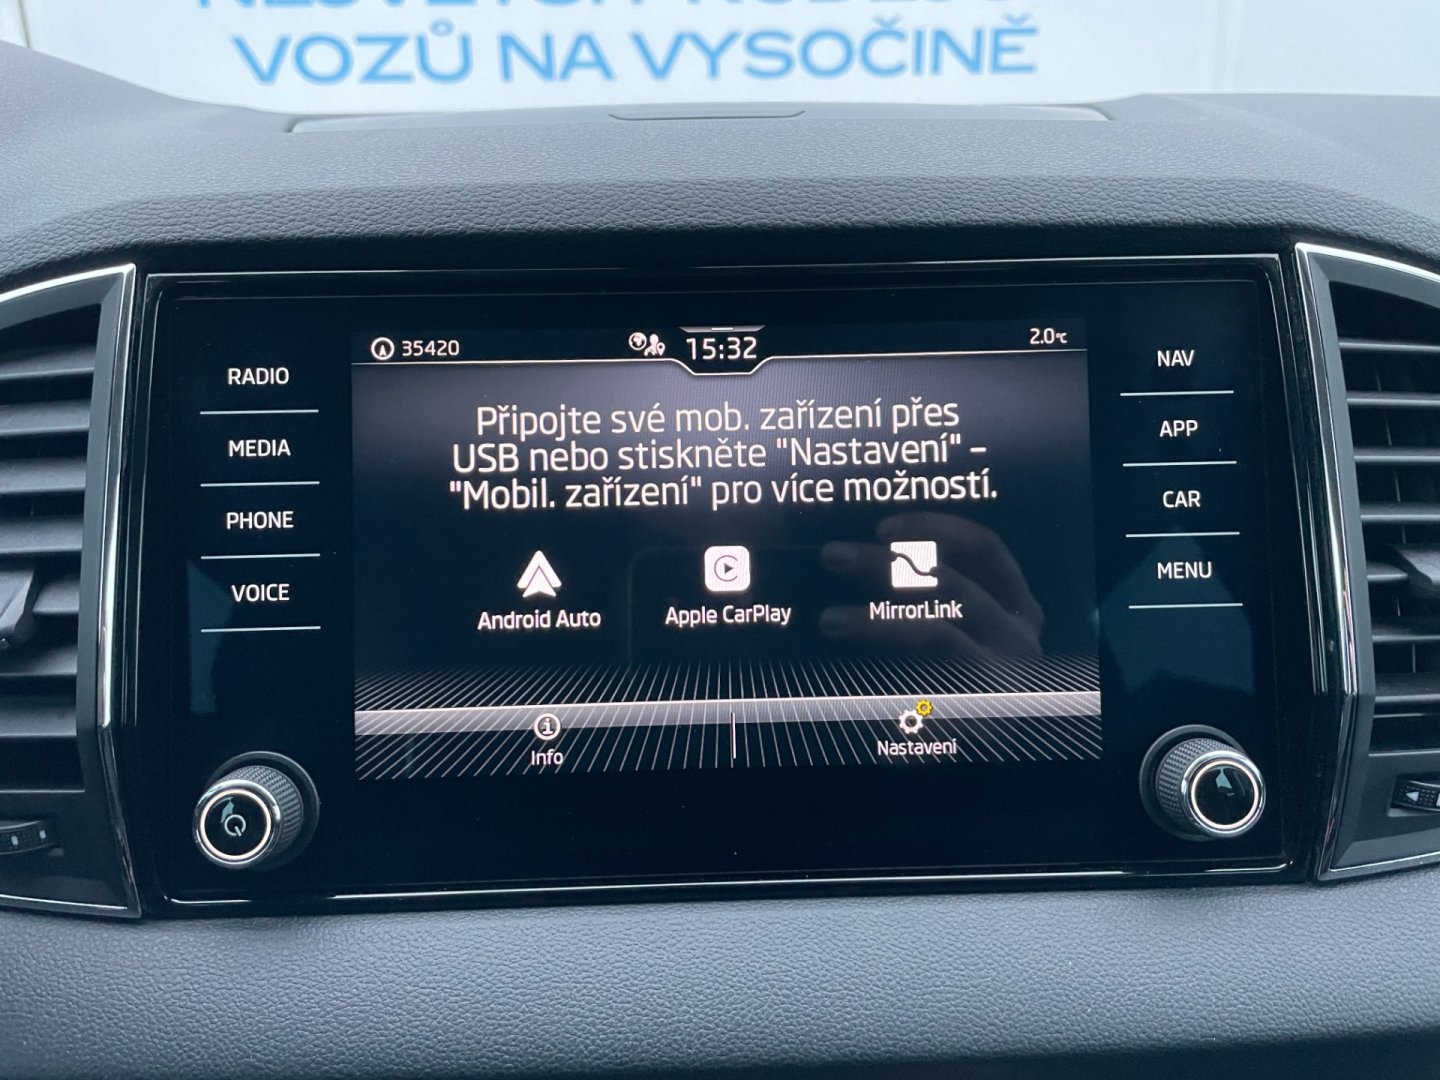 VOZŮ NA VYSOČINĚ
35420
15:32
2.0°C
RADIO
MEDIA
PHONE
VOICE
NAV
APP
CAR
MENU
Připojte své mob. zařízení přes
USB nebo stiskněte "Nastavení" –
"Mobil. zařízení" pro více možností.
Android Auto
Apple CarPlay
MirrorLink
Info
Nastavení